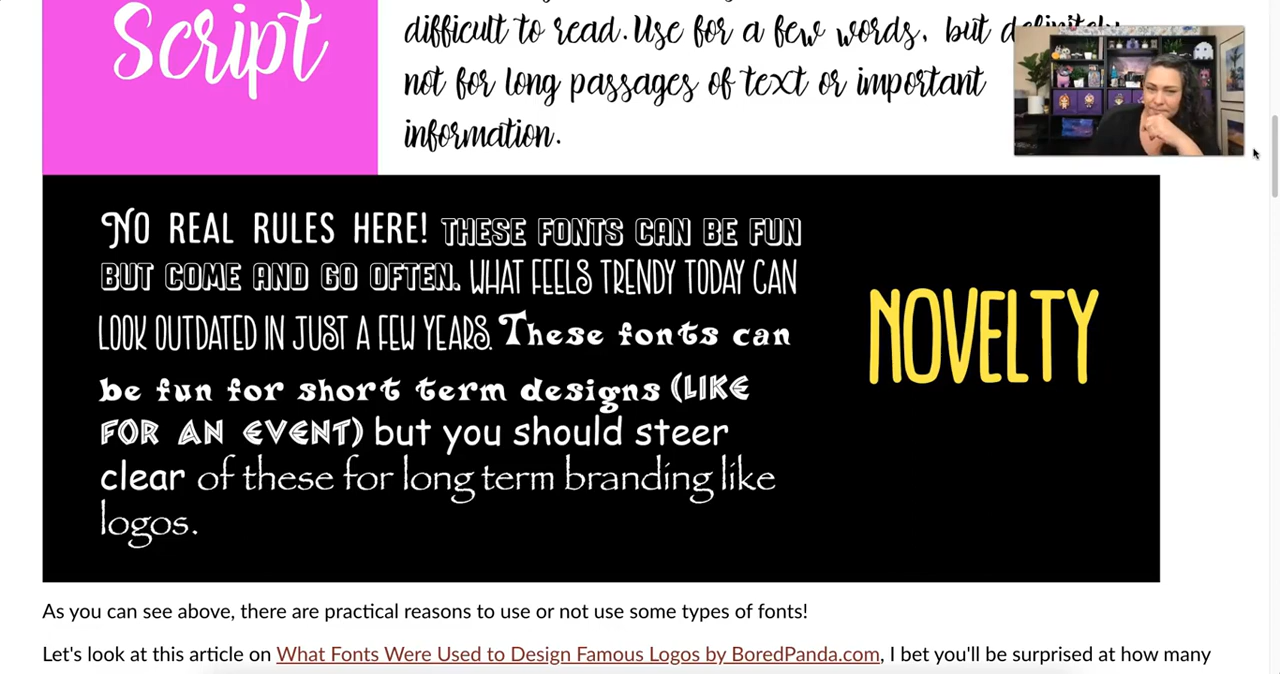 Script
difficult to read. Use for a few words, but definitely
not for long passages of text or important
information.
NO REAL RULES HERE! THESE FONTS CAN BE FUN
BUT COME AND GO OFTEN. WHAT FEELS TRENDY TODAY CAN
LOOK OUTDATED IN JUST A FEW YEARS. These fonts can
be fun for short term designs (LIKE
FOR AN EVENT) but you should steer
clear of these for long term branding like
logos.
NOVELTY
As you can see above, there are practical reasons to use or not use some types of fonts!
Let's look at this article on What Fonts Were Used to Design Famous Logos by BoredPanda.com, I bet you'll be surprised at how many